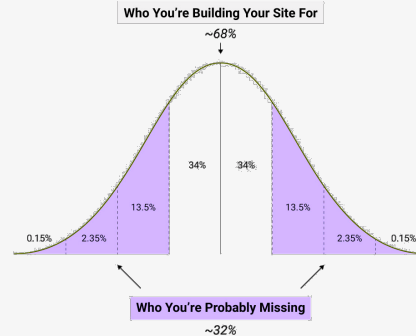 Who You're Building Your Site For
~68%
34% 34%
13.5% 13.5%
0.15% 2.35% 2.35% 0.15%
Who You're Probably Missing
~32%